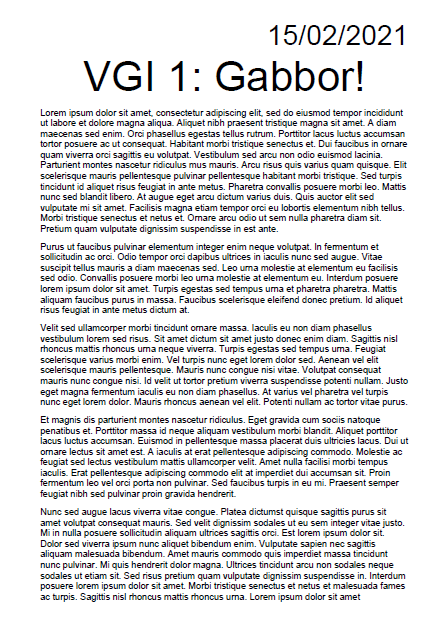 15/02/2021
VGI 1: Gabbor!
Lorem ipsum dolor sit amet, consectetur adipiscing elit, sed do eiusmod tempor incididunt
ut labore et dolore magna aliqua. Aliquet nibh praesent tristique magna sit amet. A diam
maecenas sed enim. Orci phasellus egestas tellus rutrum. Porttitor lacus luctus accumsan
tortor posuere ac ut consequat. Habitant morbi tristique senectus et. Dui faucibus in ornare
quam viverra orci sagittis eu volutpat. Vestibulum sed arcu non odio euismod lacinia.
Parturient montes nascetur ridiculus mus mauris. Arcu risus quis varius quam quisque. Elit
scelerisque mauris pellentesque pulvinar pellentesque habitant morbi tristique. Sed turpis
tincidunt id aliquet risus feugiat in ante metus. Pharetra convallis posuere morbi leo. Mattis
nunc sed blandit libero. At augue eget arcu dictum varius duis. Quis auctor elit sed
vulputate mi sit amet. Facilisis magna etiam tempor orci eu lobortis elementum nibh tellus.
Morbi tristique senectus et netus et. Ornare arcu odio ut sem nulla pharetra diam sit.
Pretium quam vulputate dignissim suspendisse in est ante.
Purus ut faucibus pulvinar elementum integer enim neque volutpat. In fermentum et
sollicitudin ac orci. Odio tempor orci dapibus ultrices in iaculis nunc sed augue. Vitae
suscipit tellus mauris a diam maecenas sed. Leo urna molestie at elementum eu facilisis
sed odio. Convallis posuere morbi leo urna molestie at elementum eu. Interdum posuere
lorem ipsum dolor sit amet. Turpis egestas sed tempus urna et pharetra pharetra. Mattis
aliquam faucibus purus in massa. Faucibus scelerisque eleifend donec pretium. Id aliquet
risus feugiat in ante metus dictum at.
Velit sed ullamcorper morbi tincidunt ornare massa. Iaculis eu non diam phasellus
vestibulum lorem sed risus. Sit amet dictum sit amet justo donec enim diam. Sagittis nisl
rhoncus mattis rhoncus urna neque viverra. Turpis egestas sed tempus urna. Feugiat
scelerisque varius morbi enim. Vel turpis nunc eget lorem dolor sed. Aenean vel elit
scelerisque mauris pellentesque. Mauris nunc congue nisi vitae. Volutpat consequat
mauris nunc congue nisi. Id velit ut tortor pretium viverra suspendisse potenti nullam. Justo
eget magna fermentum iaculis eu non diam phasellus. At varius vel pharetra vel turpis
nunc eget lorem dolor. Mauris rhoncus aenean vel elit. Potenti nullam ac tortor vitae purus.
Et magnis dis parturient montes nascetur ridiculus. Eget gravida cum sociis natoque
penatibus et. Porttitor massa id neque aliquam vestibulum morbi blandit. Aliquet porttitor
lacus luctus accumsan. Euismod in pellentesque massa placerat duis ultricies lacus. Dui ut
ornare lectus sit amet est. A iaculis at erat pellentesque adipiscing commodo. Molestie ac
feugiat sed lectus vestibulum mattis ullamcorper velit. Amet nulla facilisi morbi tempus
iaculis. Erat pellentesque adipiscing commodo elit at imperdiet dui accumsan sit. Proin
fermentum leo vel orci porta non pulvinar. Sed faucibus turpis in eu mi. Praesent semper
feugiat nibh sed pulvinar proin gravida hendrerit.
Nunc sed augue lacus viverra vitae congue. Platea dictumst quisque sagittis purus sit
amet volutpat consequat mauris. Sed velit dignissim sodales ut eu sem integer vitae justo.
Mi in nulla posuere sollicitudin aliquam ultrices sagittis orci. Est lorem ipsum dolor sit.
Dolor sed viverra ipsum nunc aliquet bibendum enim. Vulputate sapien nec sagittis
aliquam malesuada bibendum. Amet mauris commodo quis imperdiet massa tincidunt
nunc pulvinar. Mi quis hendrerit dolor magna. Ultrices tincidunt arcu non sodales neque
sodales ut etiam sit. Sed risus pretium quam vulputate dignissim suspendisse in. Interdum
posuere lorem ipsum dolor sit amet. Morbi tristique senectus et netus et malesuada fames
ac turpis. Sagittis nisl rhoncus mattis rhoncus urna. Lorem ipsum dolor sit amet